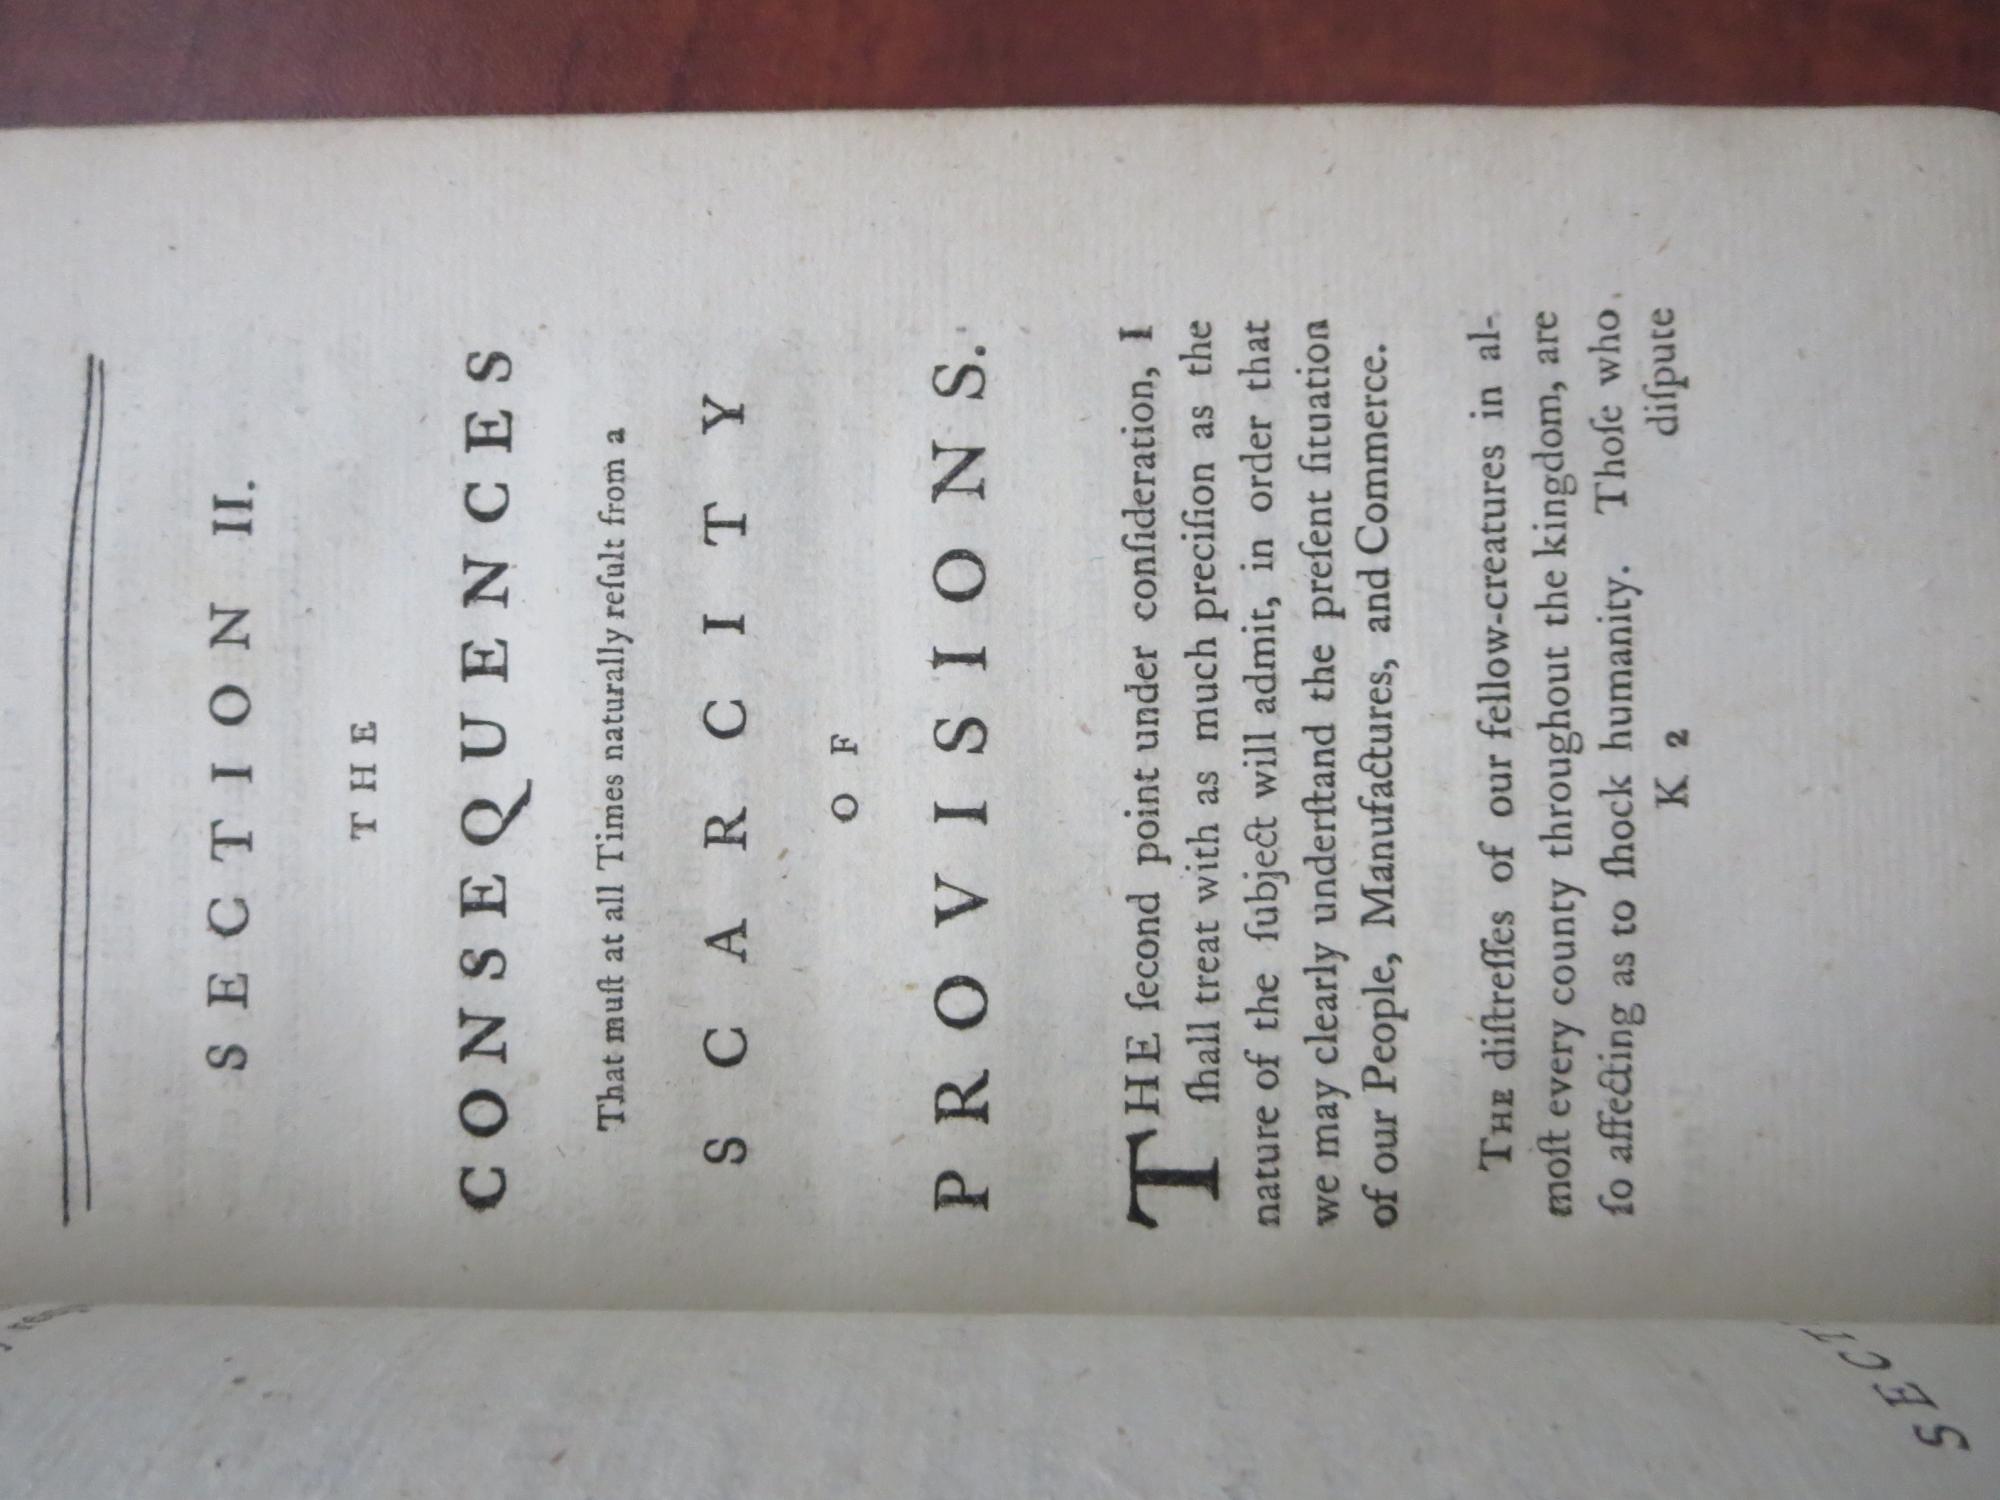 SECTION II.
THE
CONSEQUENCES
That muſt at all Times naturally reſult from a
SCARCITY
OF
PROVISIONS.
THE ſecond point under conſideration, I
ſhall treat with as much preciſion as the
nature of the ſubject will admit, in order that
we may clearly underſtand the preſent ſituation
of our People, Manufactures, and Commerce.
THE diſtreſſes of our fellow-creatures in al-
moſt every county throughout the kingdom, are
ſo affecting as to ſhock humanity. Thoſe who
K 2 diſpute
SECT